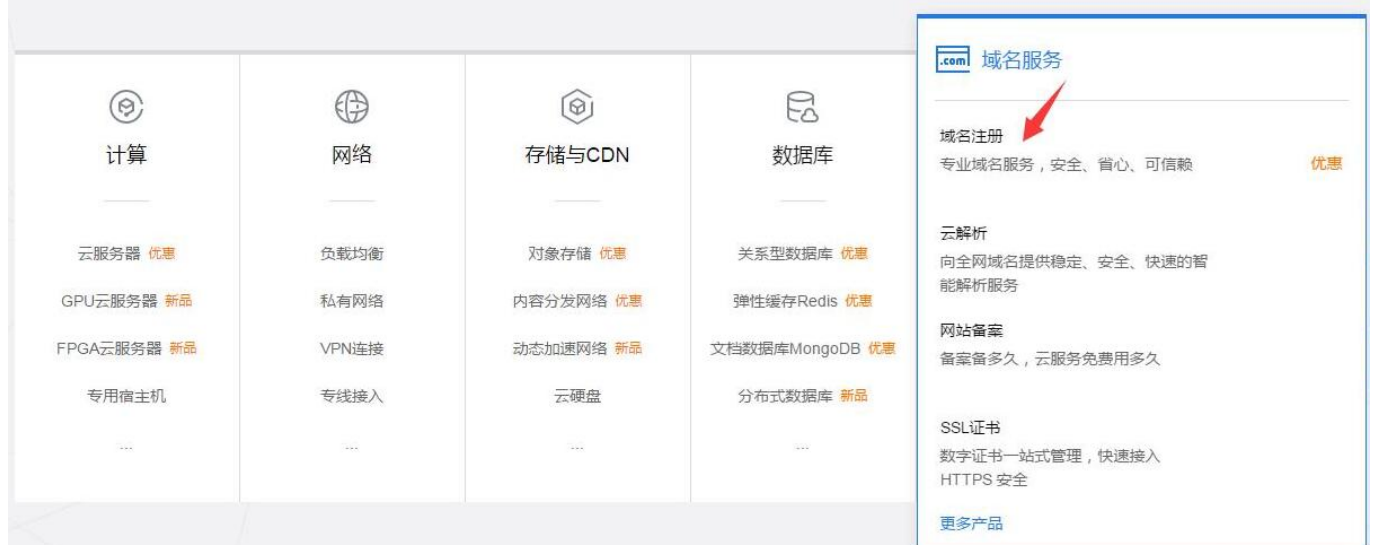 计算
云服务器 优惠
GPU云服务器 新品
FPGA云服务器 新品
专用宿主机
...
网络
负载均衡
私有网络
VPN连接
专线接入
...
存储与CDN
对象存储 优惠
内容分发网络 优惠
动态加速网络 新品
云硬盘
...
数据库
关系型数据库 优惠
弹性缓存Redis 优惠
文档数据库MongoDB 优惠
分布式数据库 新品
...
.com 域名服务
域名注册
专业域名服务，安全、省心、可信赖 优惠
云解析
向全网域名提供稳定、安全、快速的智
能解析服务
网站备案
备案备多久，云服务免费用多久
SSL证书
数字证书一站式管理，快速接入
HTTPS 安全
更多产品